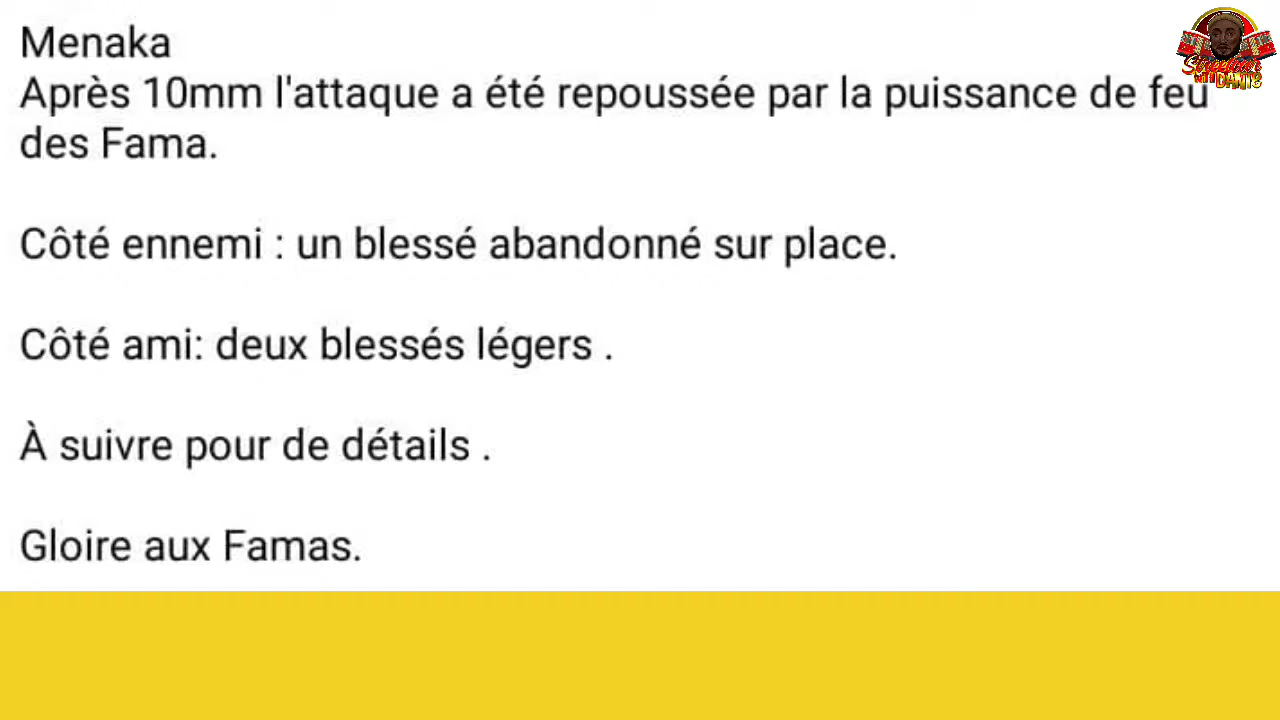 Menaka
Après 10mm l'attaque a été repoussée par la puissance de feu
des Fama.
Côté ennemi : un blessé abandonné sur place.
Côté ami: deux blessés légers .
À suivre pour de détails .
Gloire aux Famas.